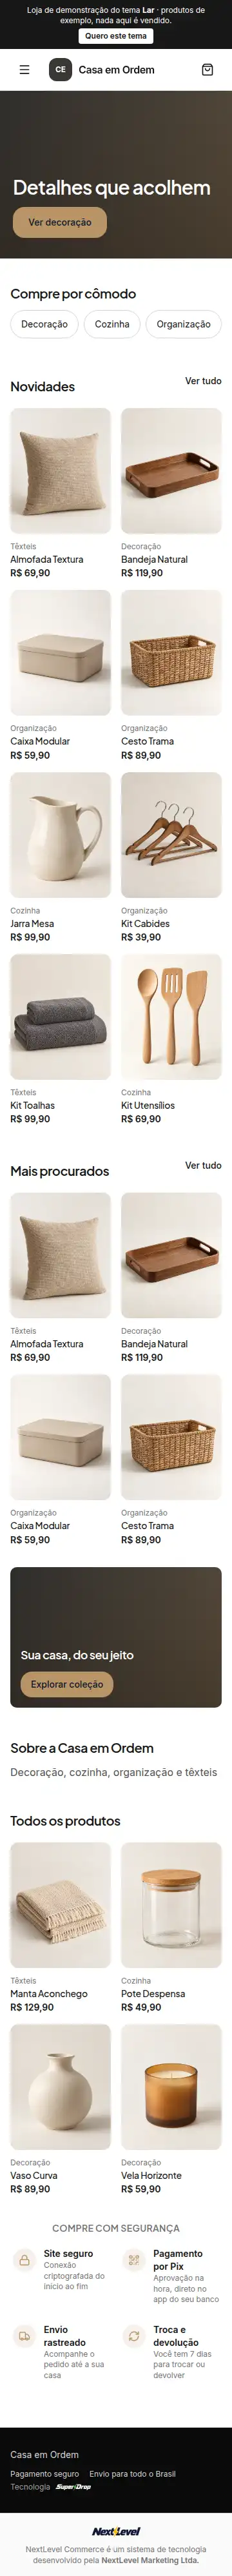 Loja de demonstração do tema Lar · produtos de
exemplo, nada aqui é vendido.
Quero este tema
CE
Casa em Ordem
Detalhes que acolhem
Ver decoração
Compre por cômodo
Decoração
Cozinha
Organização
Novidades
Ver tudo
Têxteis
Almofada Textura
R$ 69,90
Decoração
Bandeja Natural
R$ 119,90
Organização
Caixa Modular
R$ 59,90
Organização
Cesto Trama
R$ 89,90
Cozinha
Jarra Mesa
R$ 99,90
Organização
Kit Cabides
R$ 39,90
Têxteis
Kit Toalhas
R$ 99,90
Cozinha
Kit Utensílios
R$ 69,90
Mais procurados
Ver tudo
Têxteis
Almofada Textura
R$ 69,90
Decoração
Bandeja Natural
R$ 119,90
Organização
Caixa Modular
R$ 59,90
Organização
Cesto Trama
R$ 89,90
Sua casa, do seu jeito
Explorar coleção
Sobre a Casa em Ordem
Decoração, cozinha, organização e têxteis
Todos os produtos
Têxteis
Manta Aconchego
R$ 129,90
Cozinha
Pote Despensa
R$ 49,90
Decoração
Vaso Curva
R$ 89,90
Decoração
Vela Horizonte
R$ 59,90
COMPRE COM SEGURANÇA
Site seguro
Conexão
criptografada do
início ao fim
Pagamento
por Pix
Aprovação na
hora, direto no
app do seu banco
Envio
rastreado
Acompanhe o
pedido até a sua
casa
Troca e
devolução
Você tem 7 dias
para trocar ou
devolver
Casa em Ordem
Pagamento seguro
Envio para todo o Brasil
Tecnologia SuperDrop
NextLevel
NextLevel Commerce é um sistema de tecnologia
desenvolvido pela NextLevel Marketing Ltda.